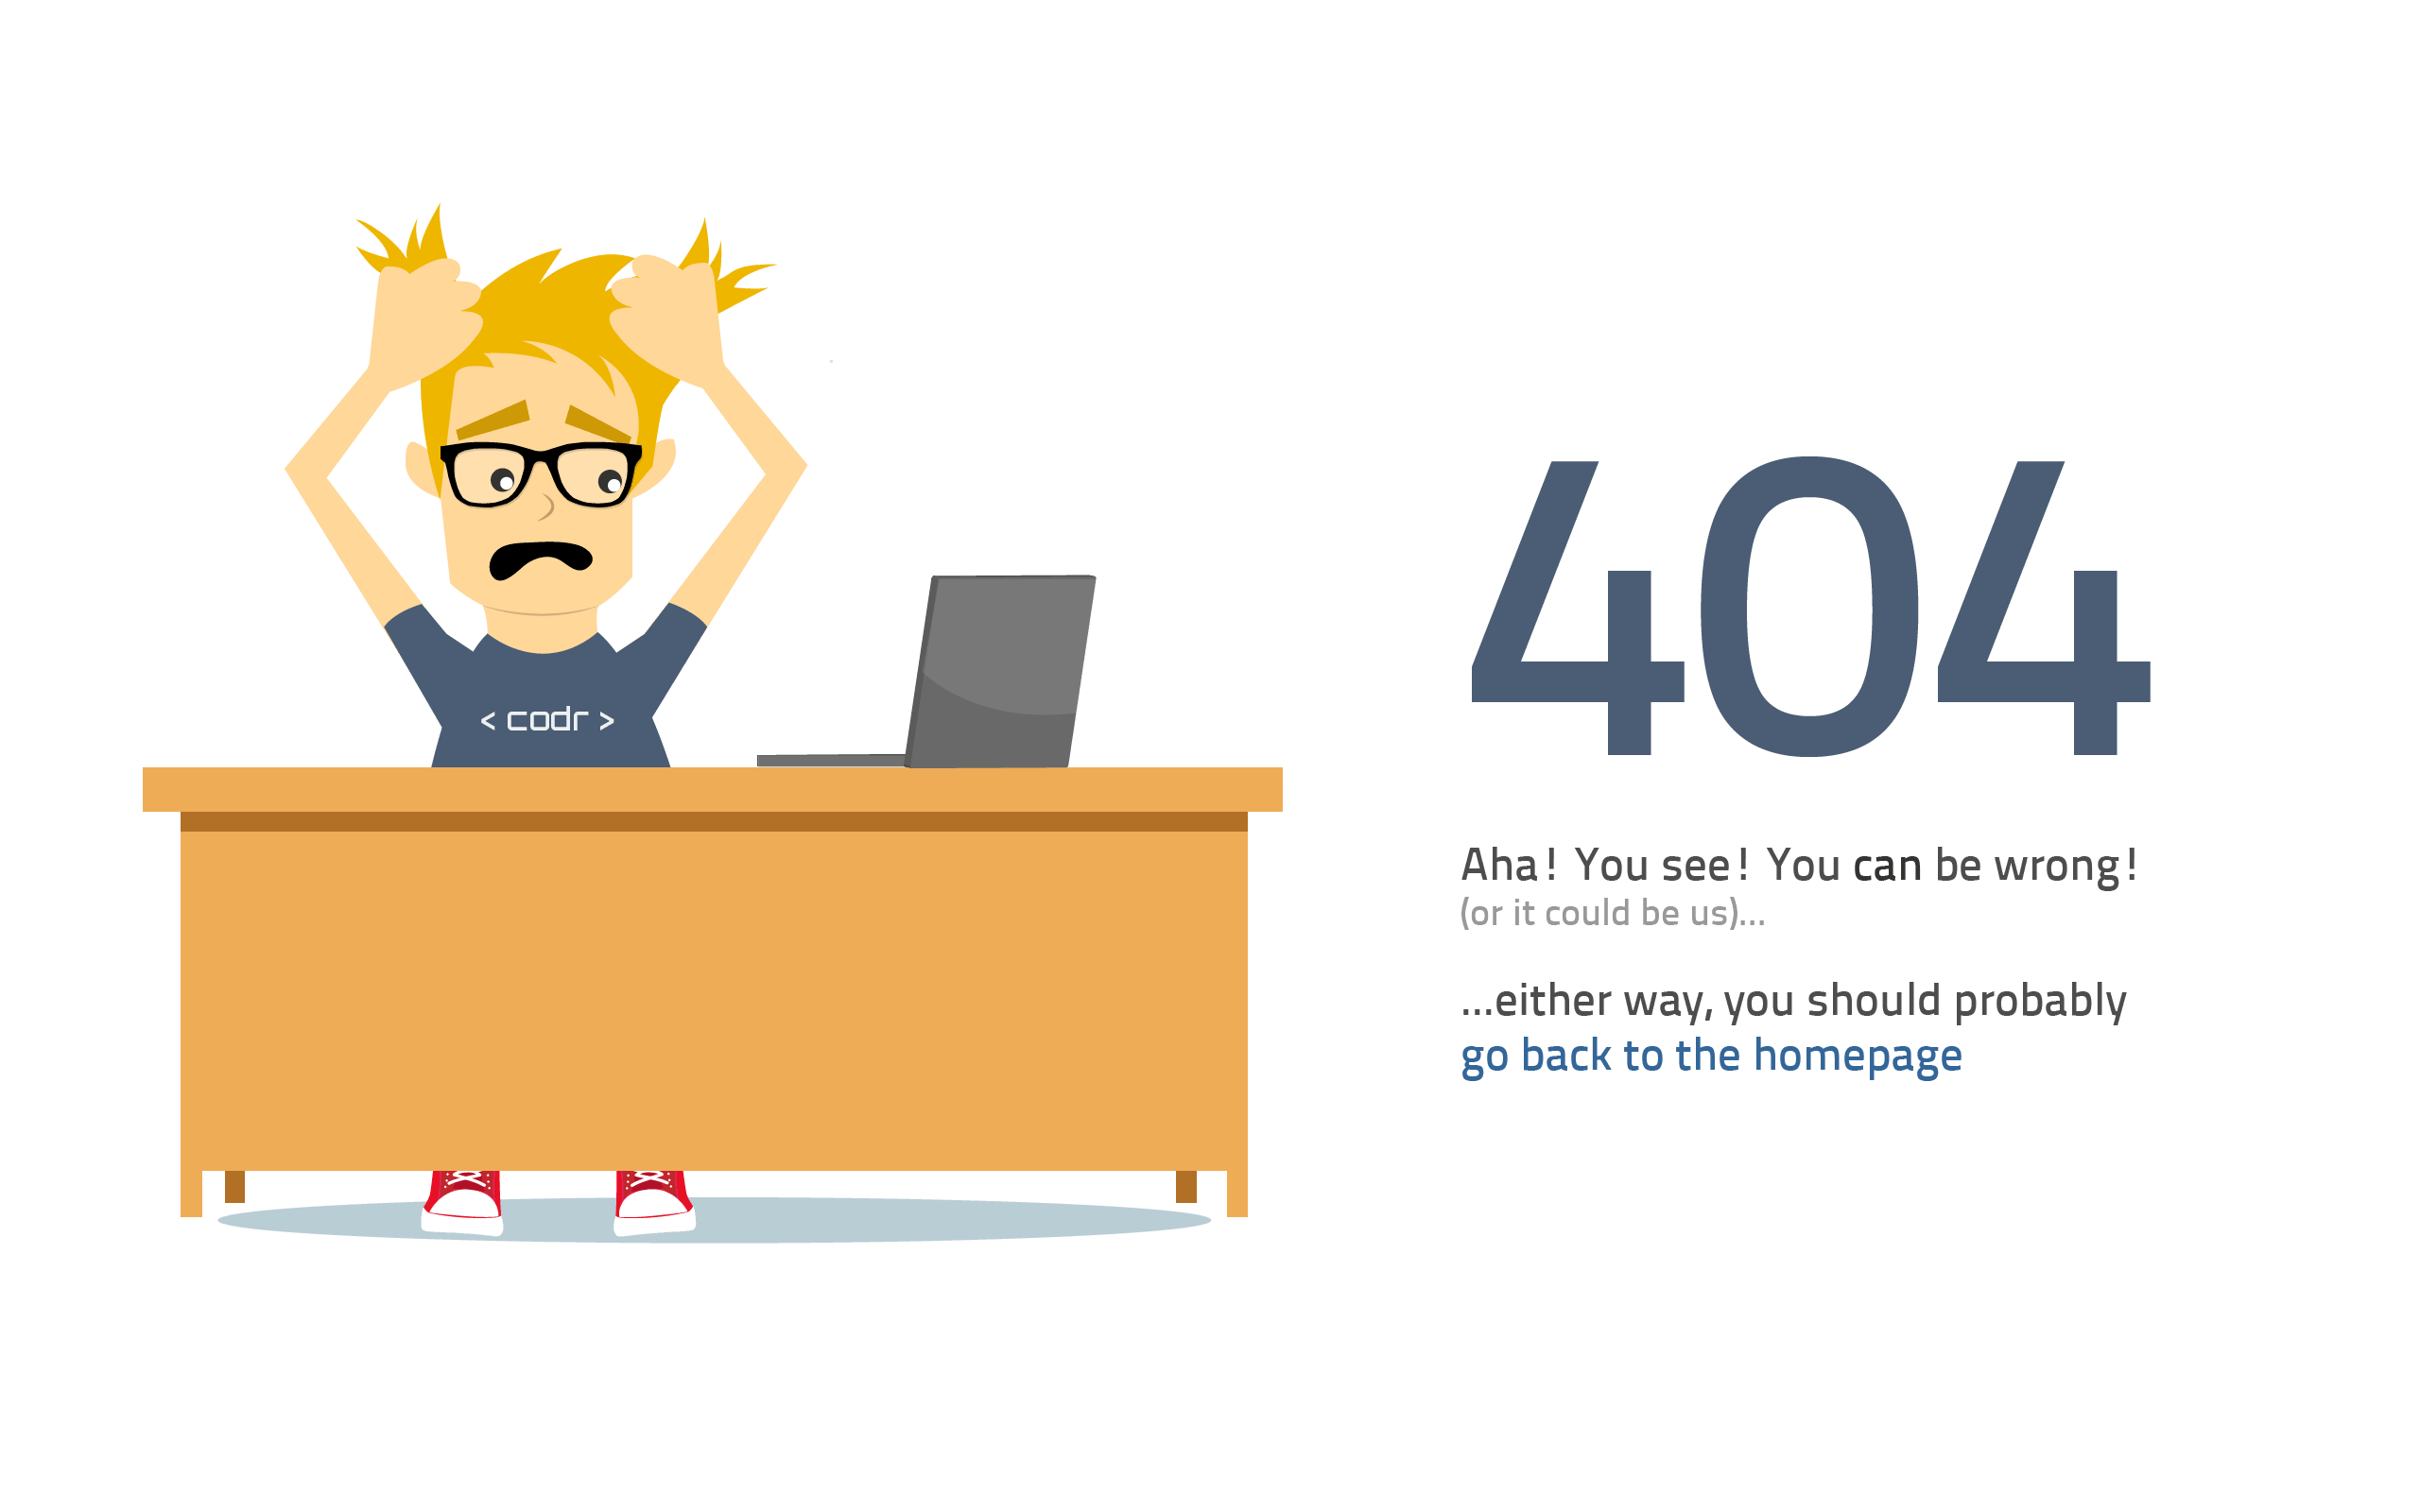 < codr >
404
Aha! You see! You can be wrong!
(or it could be us)...
...either way, you should probably
go back to the homepage